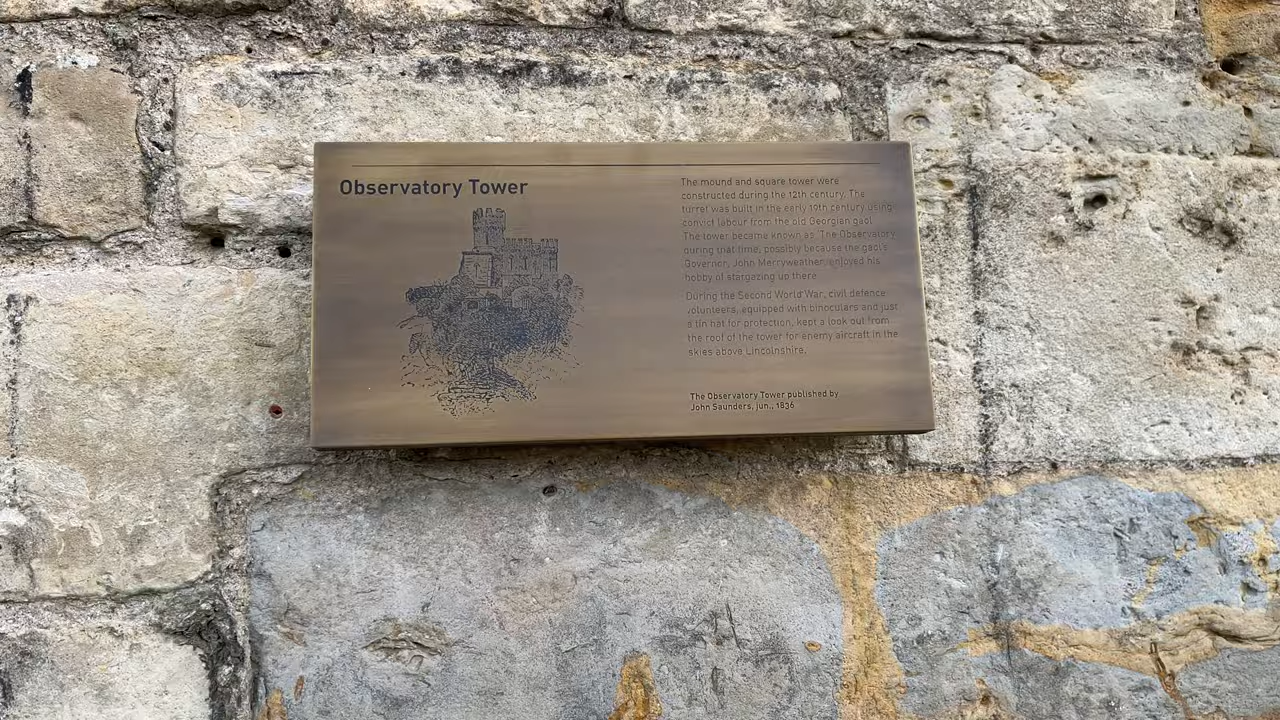 Observatory Tower
The mound and square tower were
constructed during the 12th century. The
turret was built in the early 19th century using
convict labour from the old Georgian gaol.
The tower became known as 'The Observatory'
during that time, possibly because the gaol's
Governor, John Merryweather, enjoyed his
hobby of stargazing up there.
During the Second World War, civil defence
volunteers, equipped with binoculars and just
a tin hat for protection, kept a look out from
the roof of the tower for enemy aircraft in the
skies above Lincolnshire.
The Observatory Tower published by
John Saunders, jun., 1836